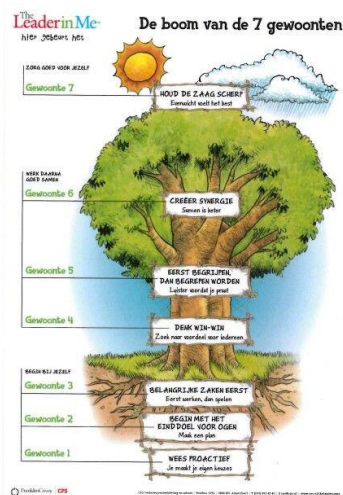 The
Leader in Me
hier gebeurt het
De boom van de 7 gewoonten
ZORG GOED VOOR JEZELF
Gewoonte 7
HOUD DE ZAAG SCHERP
Evenwicht voelt het best
WERK DAARNA
GOED SAMEN
Gewoonte 6
CREËER SYNERGIE
Samen is beter
Gewoonte 5
EERST BEGRIJPEN,
DAN BEGREPEN WORDEN
Luister voordat je praat
Gewoonte 4
DENK WIN-WIN
Zoek naar voordeel voor iedereen
BEGIN BIJ JEZELF
Gewoonte 3
BELANGRIJKE ZAKEN EERST
Eerst werken, dan spelen
Gewoonte 2
BEGIN MET HET
EINDDOEL VOOR OGEN
Maak een plan
Gewoonte 1
WEES PROACTIEF
Je maakt je eigen keuzes
FranklinCovey CPS